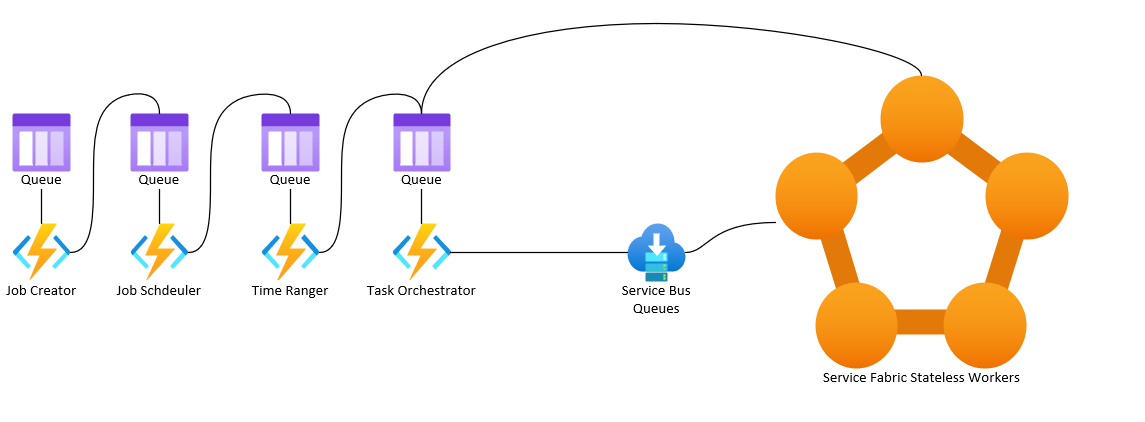 Queue
Queue
Queue
Queue
Job Creator
Job Schdeuler
Time Ranger
Task Orchestrator
Service Bus
Queues
Service Fabric Stateless Workers